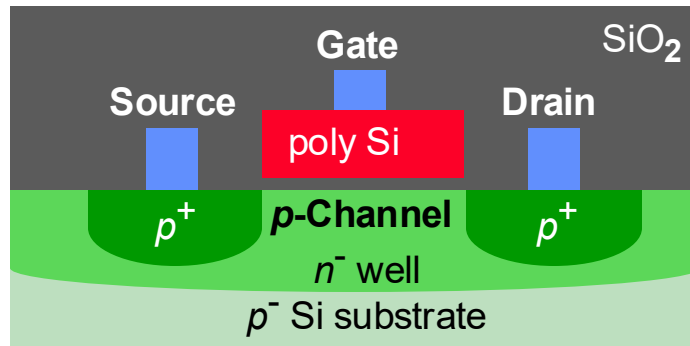 Gate
SiO₂
Source
Drain
poly Si
p⁺
p-Channel
p⁺
n⁻ well
p⁻ Si substrate